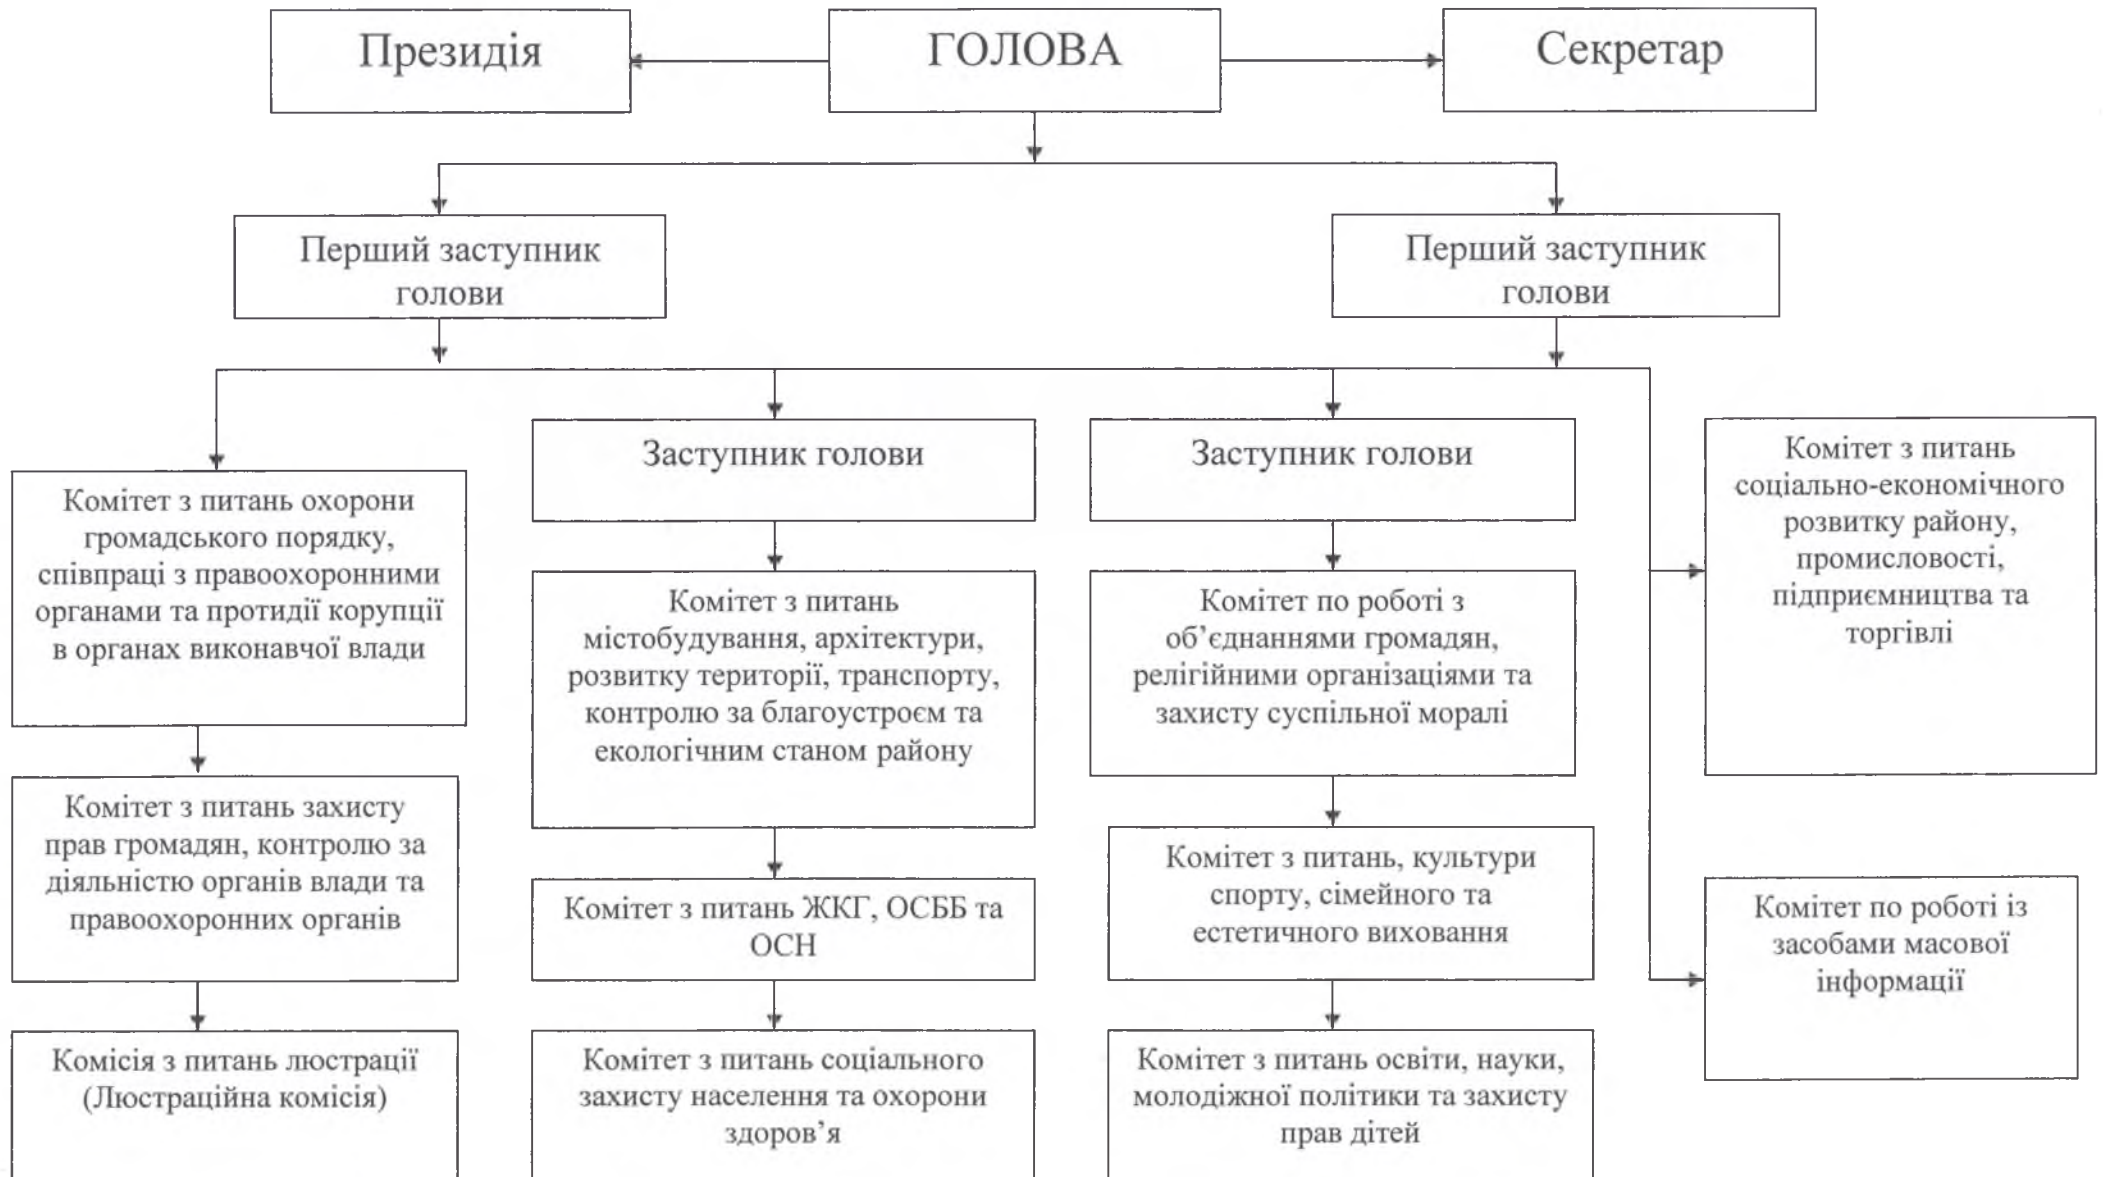 Президія
ГОЛОВА
Секретар
Перший заступник
голови
Перший заступник
голови
Комітет з питань охорони
громадського порядку,
співпраці з правоохоронними
органами та протидії корупції
в органах виконавчої влади
Комітет з питань захисту
прав громадян, контролю за
діяльністю органів влади та
правоохоронних органів
Комісія з питань люстрації
(Люстраційна комісія)
Заступник голови
Комітет з питань
містобудування, архітектури,
розвитку території, транспорту,
контролю за благоустроєм та
екологічним станом району
Комітет з питань ЖКГ, ОСББ та
ОСН
Комітет з питань соціального
захисту населення та охорони
здоров’я
Заступник голови
Комітет по роботі з
об’єднаннями громадян,
релігійними організаціями та
захисту суспільної моралі
Комітет з питань, культури
спорту, сімейного та
естетичного виховання
Комітет з питань освіти, науки,
молодіжної політики та захисту
прав дітей
Комітет з питань
соціально-економічного
розвитку району,
промисловості,
підприємництва та
торгівлі
Комітет по роботі із
засобами масової
інформації